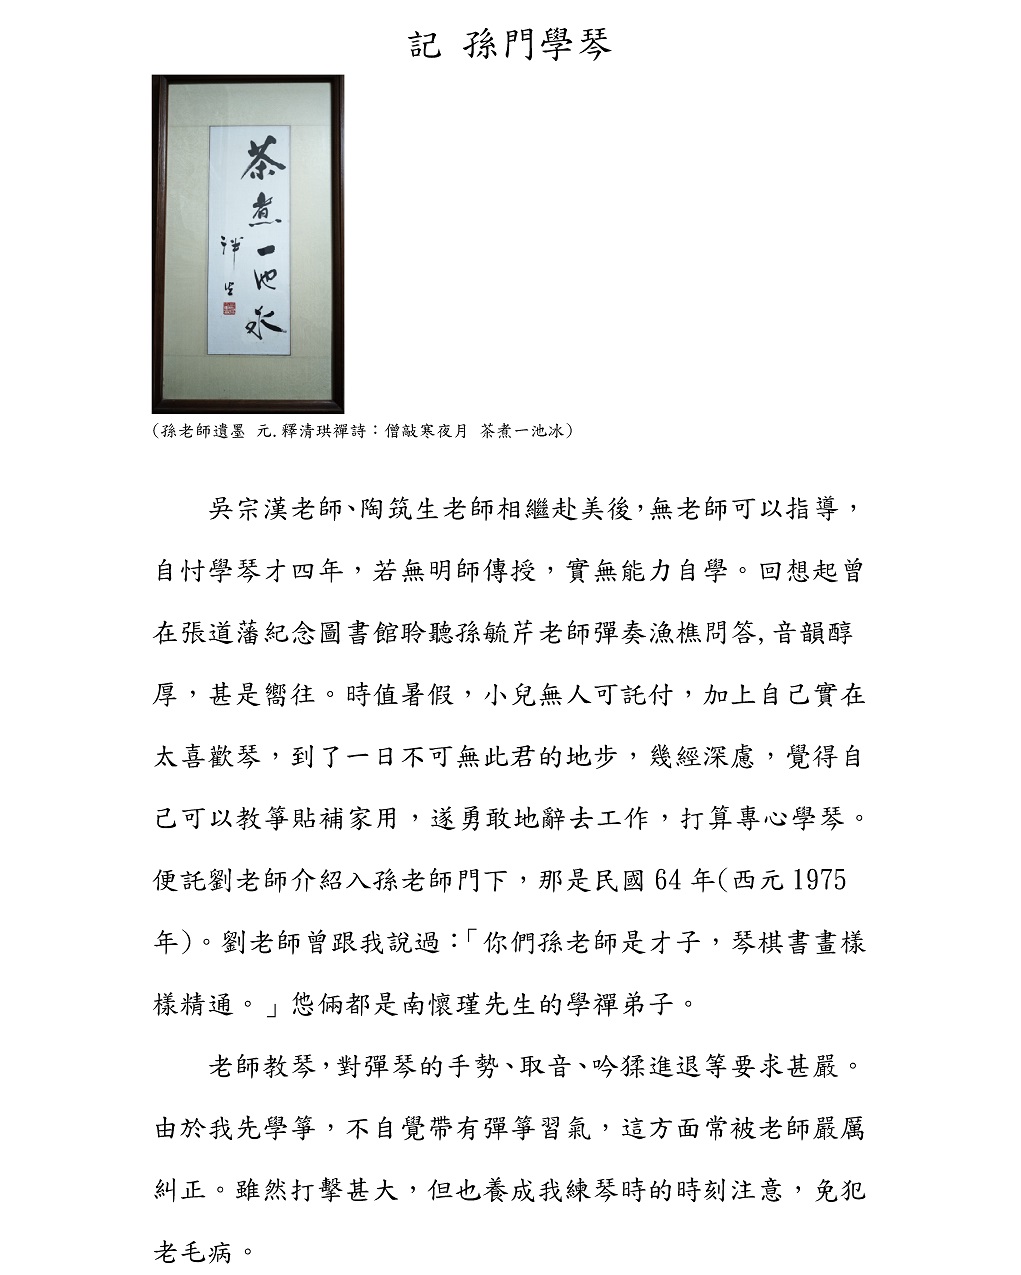 記 孫門學琴
茶煮一池冰
(孫老師遺墨 元.釋清珙禪詩：僧敲寒夜月 茶煮一池冰)
吳宗漢老師、陶筑生老師相繼赴美後，無老師可以指導，
自忖學琴才四年，若無明師傳授，實無能力自學。回想起曾
在張道藩紀念圖書館聆聽孫毓芹老師彈奏漁樵問答,音韻醇
厚，甚是嚮往。時值暑假，小兒無人可託付，加上自己實在
太喜歡琴，到了一日不可無此君的地步，幾經深慮，覺得自
己可以教箏貼補家用，遂勇敢地辭去工作，打算專心學琴。
便託劉老師介紹入孫老師門下，那是民國 64 年(西元 1975
年)。劉老師曾跟我說過：「你們孫老師是才子，琴棋書畫樣
樣精通。」怹倆都是南懷瑾先生的學禪弟子。
老師教琴，對彈琴的手勢、取音、吟猱進退等要求甚嚴。
由於我先學箏，不自覺帶有彈箏習氣，這方面常被老師嚴厲
糾正。雖然打擊甚大，但也養成我練琴時的時刻注意，免犯
老毛病。